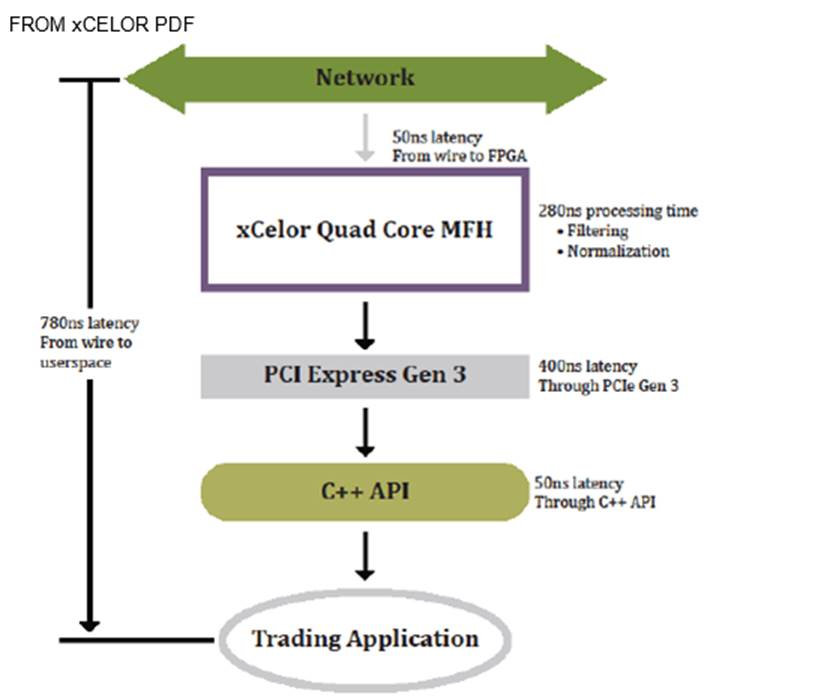 FROM xCELOR PDF
Network
50ns latency
From wire to FPGA
xCelor Quad Core MFH
280ns processing time
• Filtering
• Normalization
780ns latency
From wire to
userspace
PCI Express Gen 3
400ns latency
Through PCIe Gen 3
C++ API
50ns latency
Through C++ API
Trading Application